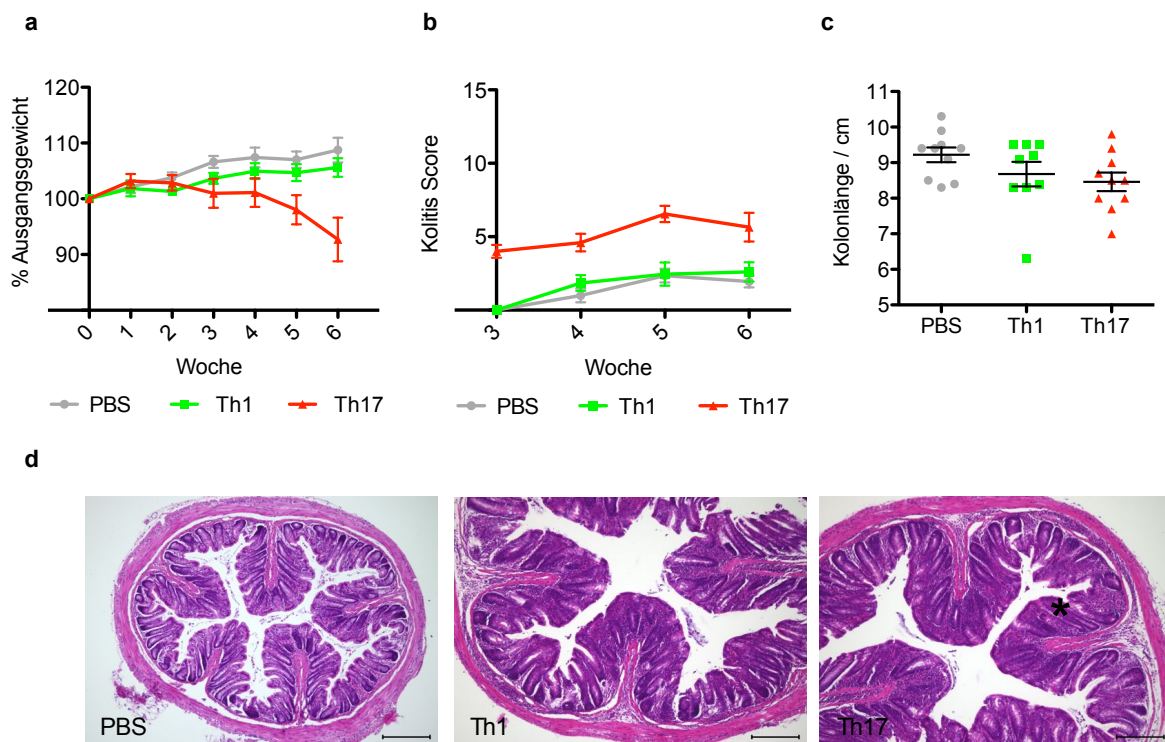 a
% Ausgangsgewicht
120
110
100
90
0 1 2 3 4 5 6
Woche
PBS Th1 Th17
b
Kolitis Score
15
10
5
3 4 5 6
Woche
PBS Th1 Th17
c
Kolonlänge / cm
11
10
9
8
7
6
5
PBS Th1 Th17
d
PBS
Th1
*
Th17